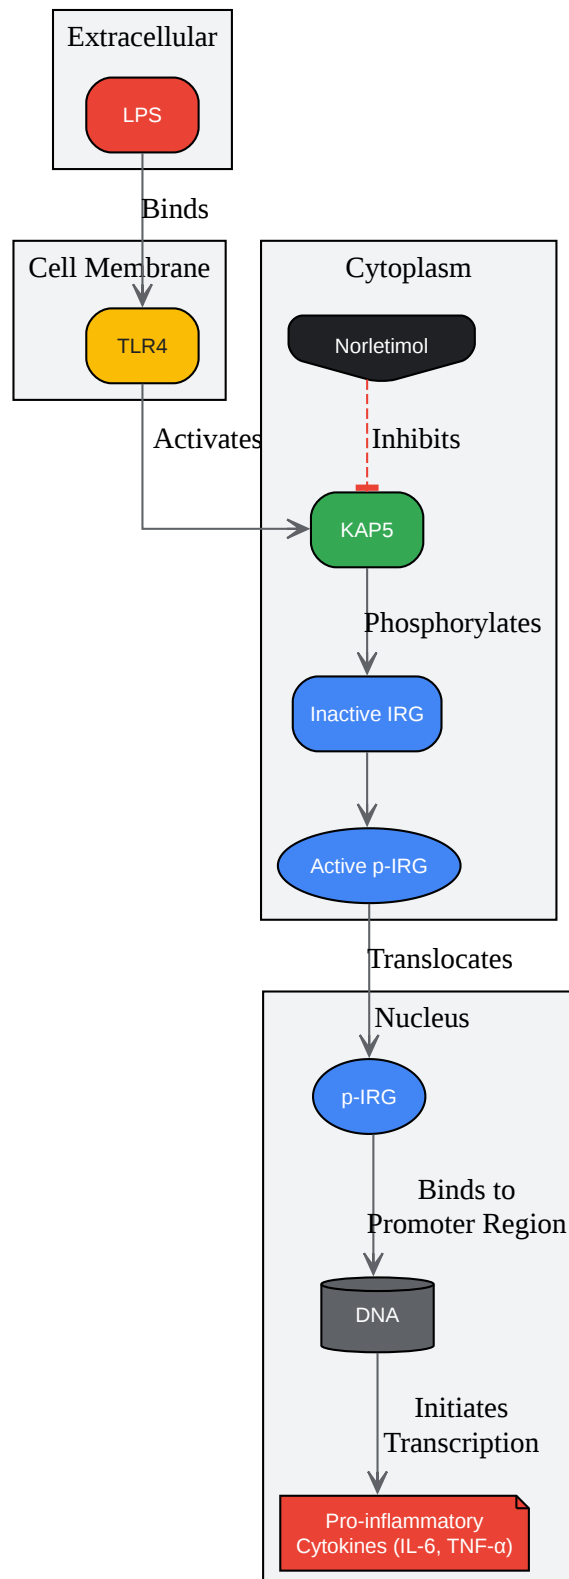 Extracellular
LPS
Binds
Cell Membrane
TLR4
Activates
Cytoplasm
Norletimol
Inhibits
KAP5
Phosphorylates
Inactive IRG
Active p-IRG
Translocates
Nucleus
p-IRG
Binds to
Promoter Region
DNA
Initiates
Transcription
Pro-inflammatory
Cytokines (IL-6, TNF-α)